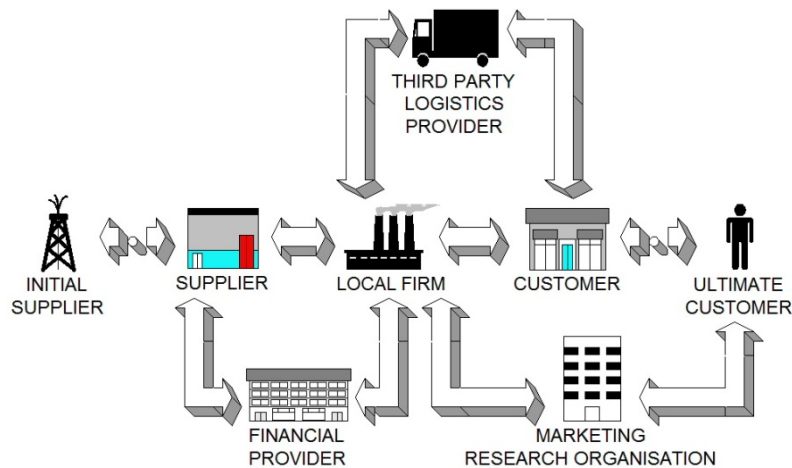 THIRD PARTY
LOGISTICS
PROVIDER
INITIAL
SUPPLIER
SUPPLIER
LOCAL FIRM
CUSTOMER
ULTIMATE
CUSTOMER
FINANCIAL
PROVIDER
MARKETING
RESEARCH ORGANISATION